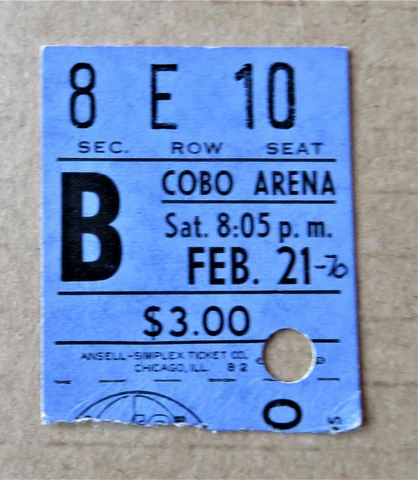 8 E 10
SEC. ROW SEAT
B
COBO ARENA
Sat. 8:05 p. m.
FEB. 21-70
$3.00
ANSELL-SIMPLEX TICKET CO.
CHICAGO, ILL. 82